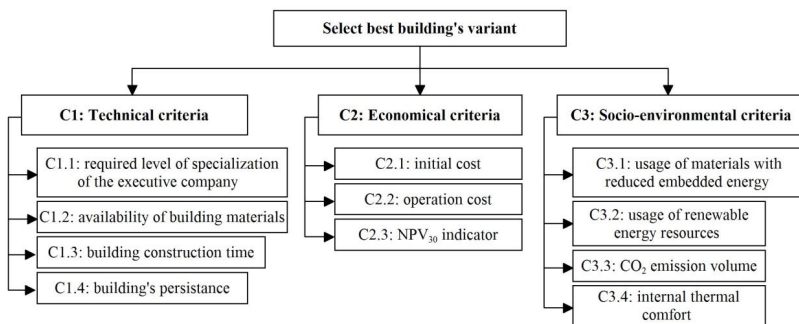 Select best building's variant
C1: Technical criteria
C1.1: required level of specialization
of the executive company
C1.2: availability of building materials
C1.3: building construction time
C1.4: building's persistance
C2: Economical criteria
C2.1: initial cost
C2.2: operation cost
C2.3: NPV₃₀ indicator
C3: Socio-environmental criteria
C3.1: usage of materials with
reduced embedded energy
C3.2: usage of renewable
energy resources
C3.3: CO₂ emission volume
C3.4: internal thermal
comfort